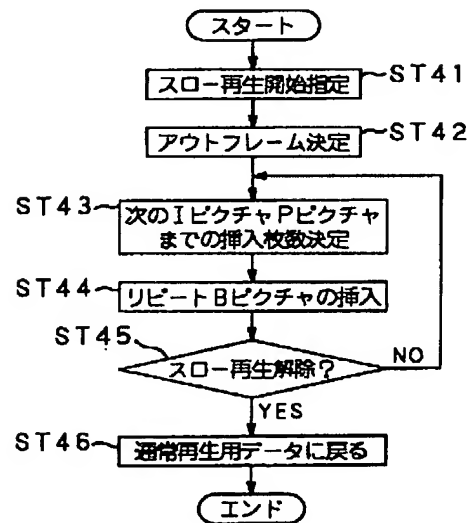 スタート
スロー再生開始指定
ST41
アウトフレーム決定
ST42
ST43
次のIピクチャPピクチャ
までの挿入枚数決定
ST44
リピートBピクチャの挿入
ST45
スロー再生解除?
NO
YES
ST46
通常再生用データに戻る
エンド